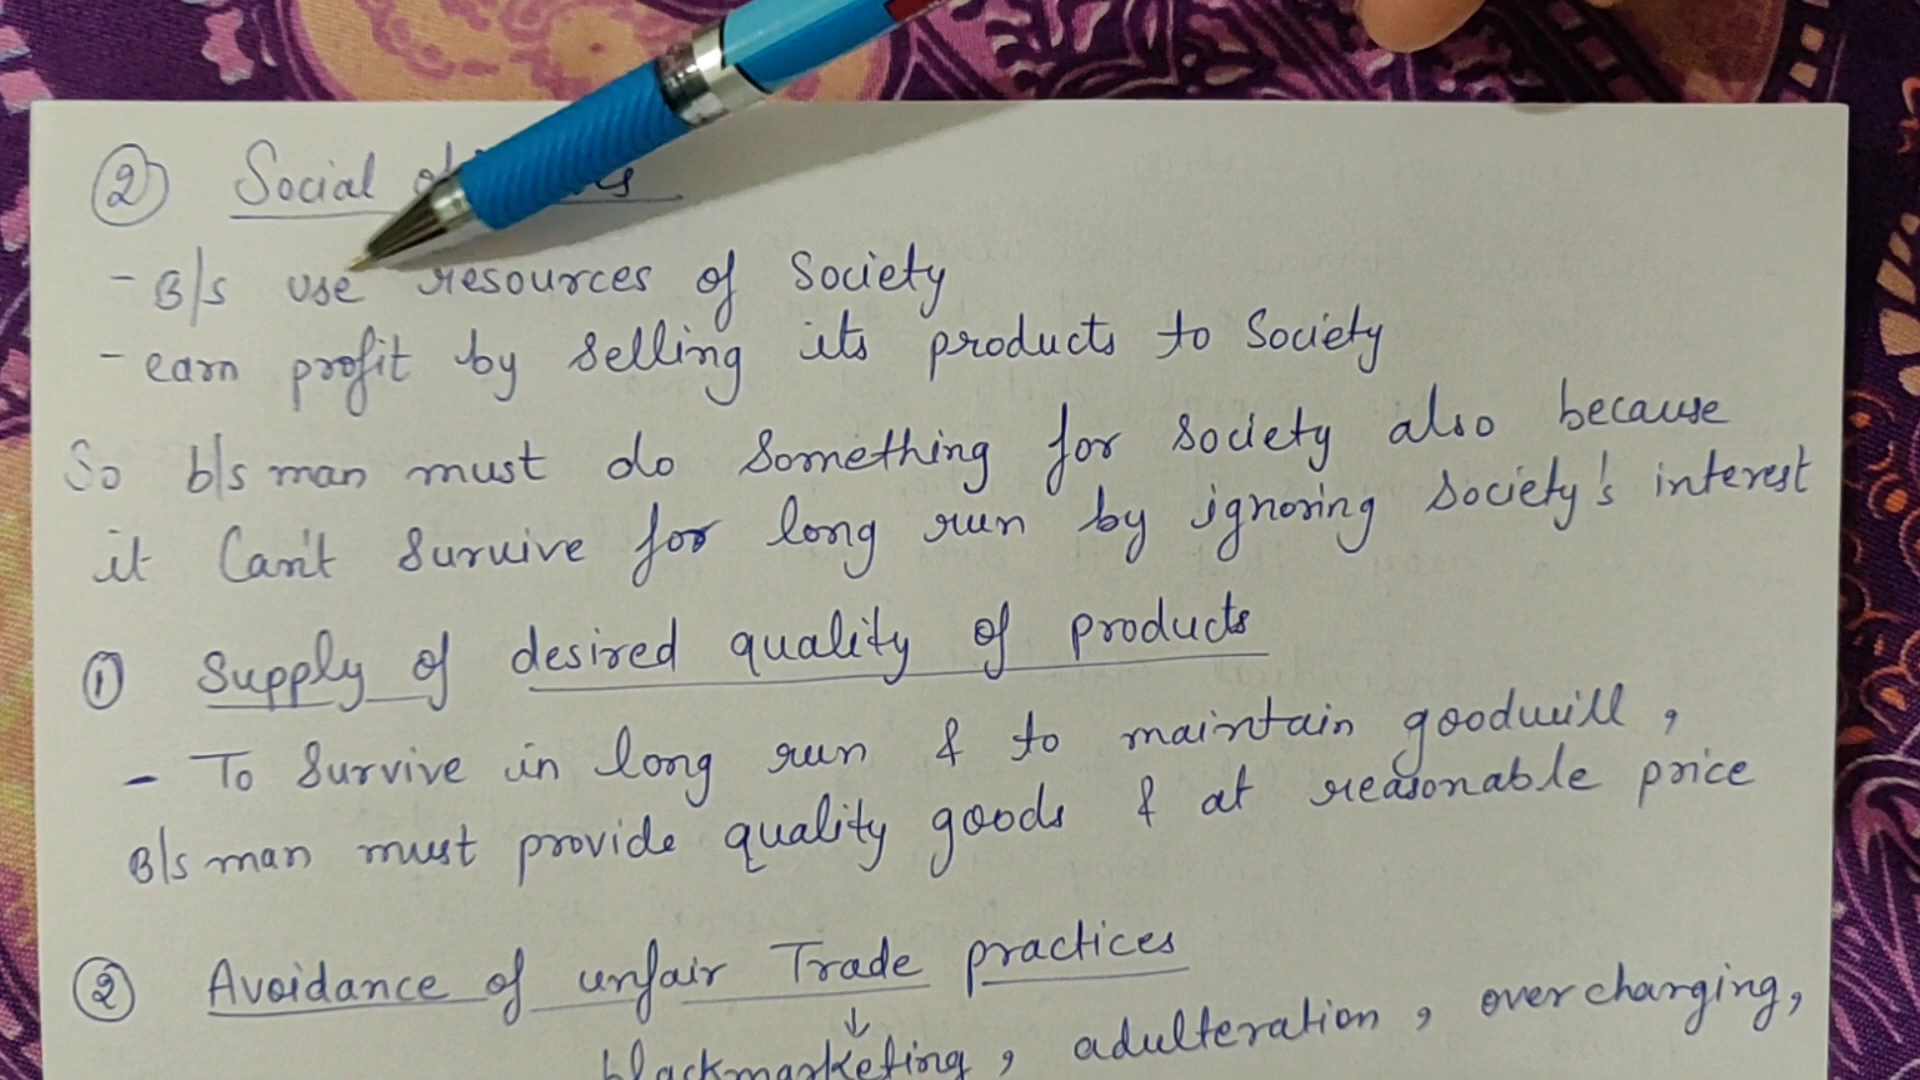 ② Social
- B/s use resources of Society
- earn profit by selling its products to Society
So b/s man must do something for society also because
it Can't Survive for long run by ignoring society's interest
① Supply of desired quality of products
- To Survive in long run & to maintain goodwill,
B/s man must provide quality goods & at reasonable price
② Avoidance of unfair Trade practices
↓
blackmarketing, adulteration, over charging,